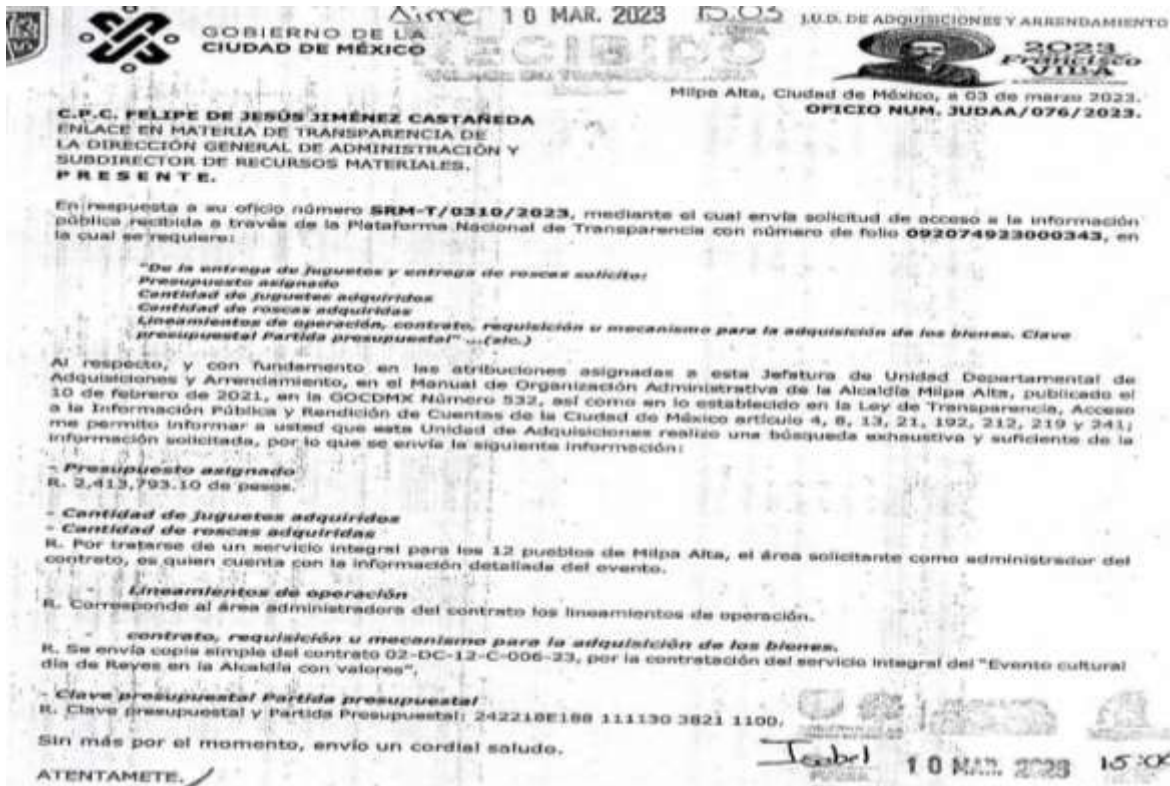 Aime 10 MAR. 2023 15:03 J.U.D. DE ADQUISICIONES Y ARRENDAMIENTO
GOBIERNO DE LA
CIUDAD DE MÉXICO
RECIBIDO
2023
Francisco
VILLA
Milpa Alta, Ciudad de México, a 03 de marzo 2023.
OFICIO NUM. JUDAA/076/2023.
C.P.C. FELIPE DE JESÚS JIMÉNEZ CASTAÑEDA
ENLACE EN MATERIA DE TRANSPARENCIA DE
LA DIRECCIÓN GENERAL DE ADMINISTRACIÓN Y
SUBDIRECTOR DE RECURSOS MATERIALES.
P R E S E N T E.
En respuesta a su oficio número SRM-T/0310/2023, mediante el cual envía solicitud de acceso a la información
pública recibida a través de la Plataforma Nacional de Transparencia con número de folio 092074923000343, en
la cual se requiere:
"De la entrega de juguetes y entrega de roscas solicito:
Presupuesto asignado
Cantidad de juguetes adquiridos
Cantidad de roscas adquiridas
Lineamientos de operación, contrato, requisición u mecanismo para la adquisición de los bienes. Clave
presupuestal Partida presupuestal" ...(sic.)
Al respecto, y con fundamento en las atribuciones asignadas a esta Jefatura de Unidad Departamental de
Adquisiciones y Arrendamiento, en el Manual de Organización Administrativa de la Alcaldía Milpa Alta, publicado el
10 de febrero de 2021, en la GOCDMX Número 532, así como en lo establecido en la Ley de Transparencia, Acceso
a la Información Pública y Rendición de Cuentas de la Ciudad de México artículo 4, 8, 13, 21, 192, 212, 219 y 241;
me permito informar a usted que esta Unidad de Adquisiciones realizo una búsqueda exhaustiva y suficiente de la
información solicitada, por lo que se envía la siguiente información:
- Presupuesto asignado
R. 2,413,793.10 de pesos.
- Cantidad de juguetes adquiridos
- Cantidad de roscas adquiridas
R. Por tratarse de un servicio integral para los 12 pueblos de Milpa Alta, el área solicitante como administrador del
contrato, es quien cuenta con la información detallada del evento.
- Lineamientos de operación
R. Corresponde al área administradora del contrato los lineamientos de operación.
- contrato, requisición u mecanismo para la adquisición de los bienes.
R. Se envía copia simple del contrato 02-DC-12-C-006-23, por la contratación del servicio integral del "Evento cultural
día de Reyes en la Alcaldía con valores",
- Clave presupuestal Partida presupuestal
R. Clave presupuestal y Partida Presupuestal: 242218E188 111130 3821 1100.
Sin más por el momento, envío un cordial saludo.
Isabel 10 MAR. 2023 15:00
ATENTAMETE.